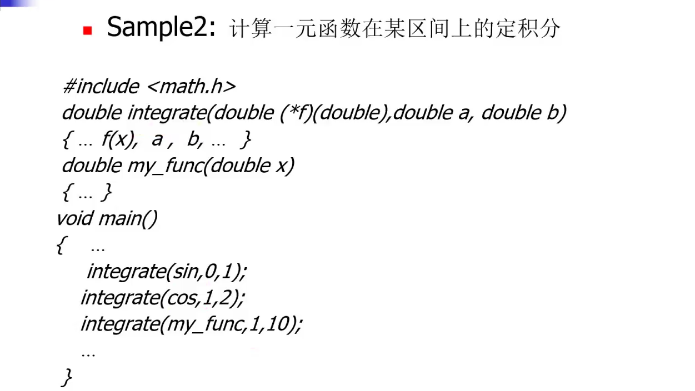 Sample2: 计算一元函数在某区间上的定积分
#include <math.h>
double integrate(double (*f)(double),double a, double b)
{ … f(x), a , b, … }
double my_func(double x)
{ … }
void main()
{ …
integrate(sin,0,1);
integrate(cos,1,2);
integrate(my_func,1,10);
…
}